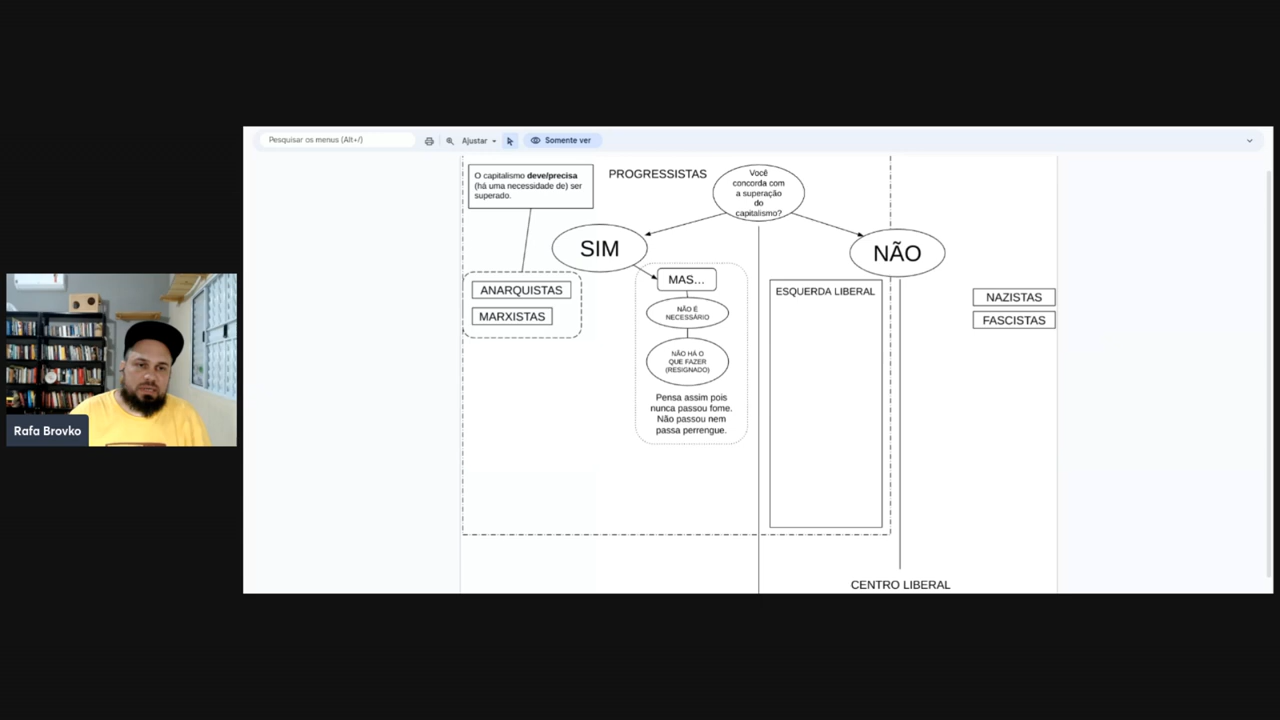 Pesquisar os menus (Alt+/)
Ajustar
Somente ver
O capitalismo deve/precisa
(há uma necessidade de) ser
superado.
PROGRESSISTAS
Você
concorda com
a superação
do
capitalismo?
SIM
NÃO
ANARQUISTAS
MARXISTAS
MAS...
NÃO É
NECESSÁRIO
NÃO HÁ O
QUE FAZER
(RESIGNADO)
Pensa assim pois
nunca passou fome.
Não passou nem
passa perrengue.
ESQUERDA LIBERAL
NAZISTAS
FASCISTAS
CENTRO LIBERAL
Rafa Brovko